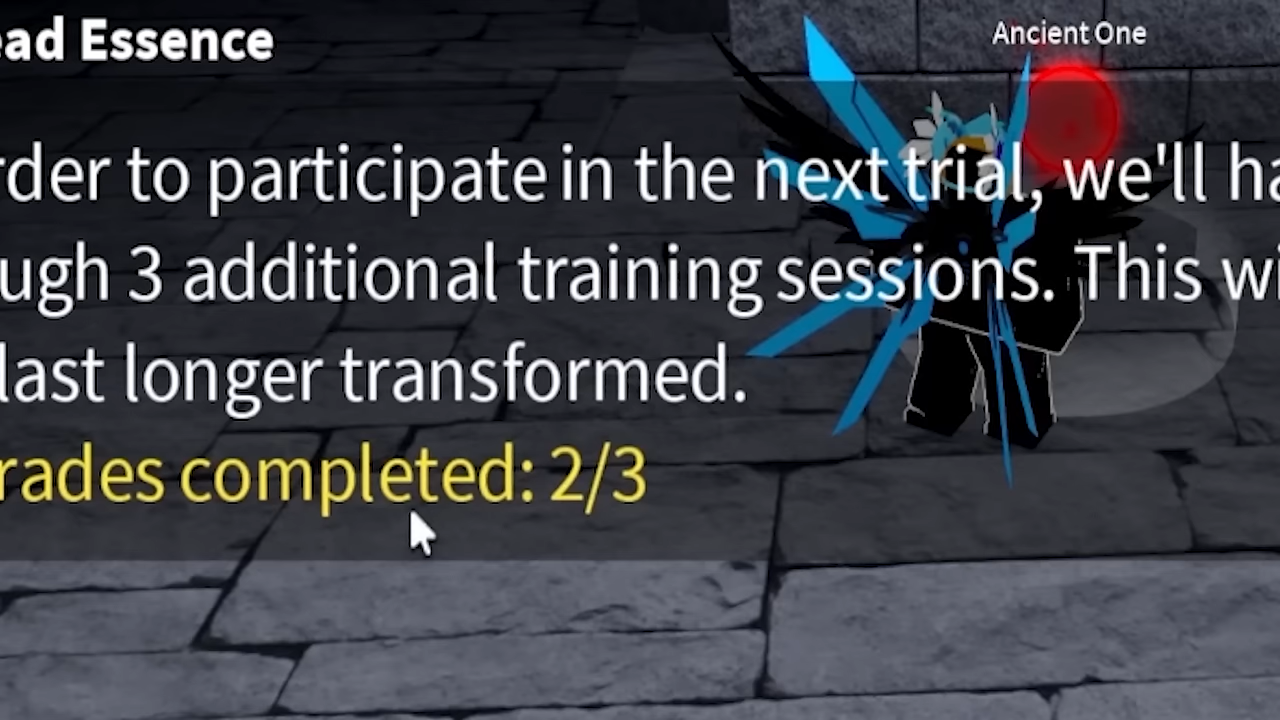 ead Essence
Ancient One
rder to participate in the next trial, we'll ha
ugh 3 additional training sessions. This wi
last longer transformed.
rades completed: 2/3